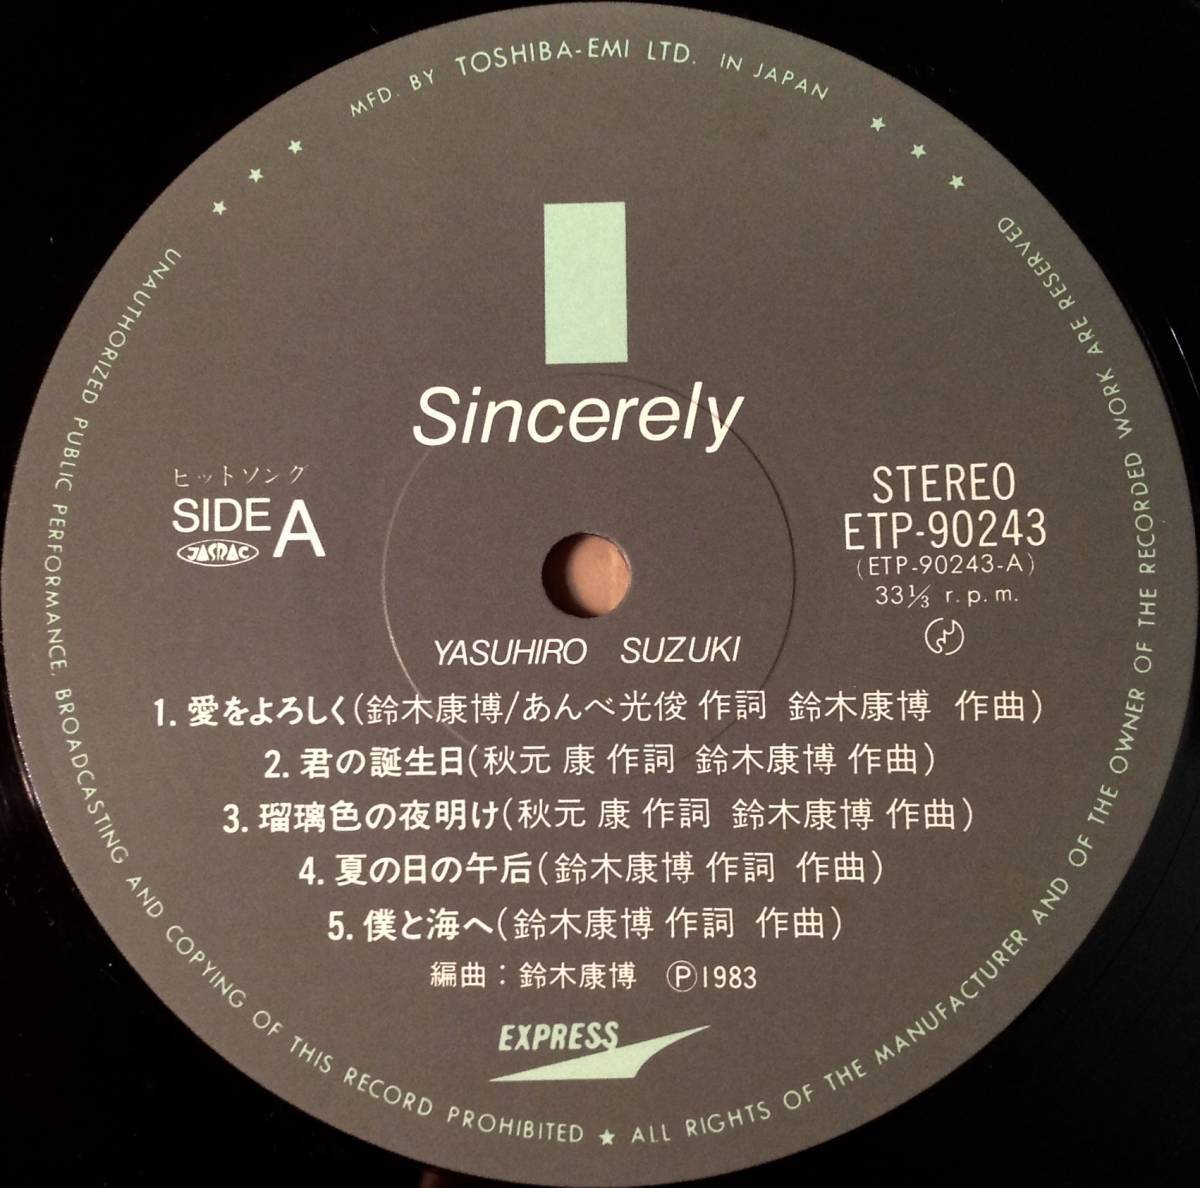 MFD. BY TOSHIBA-EMI LTD. IN JAPAN
Sincerely
ヒットソング
SIDE A
JASRAC
STEREO
ETP-90243
(ETP-90243-A)
33⅓ r.p.m.
YASUHIRO SUZUKI
1. 愛をよろしく(鈴木康博/あんべ光俊 作詞 鈴木康博 作曲)
2. 君の誕生日(秋元 康 作詞 鈴木康博 作曲)
3. 瑠璃色の夜明け(秋元 康 作詞 鈴木康博 作曲)
4. 夏の日の午后(鈴木康博 作詞 作曲)
5. 僕と海へ(鈴木康博 作詞 作曲)
編曲：鈴木康博 Ⓟ1983
EXPRESS
UNAUTHORIZED PUBLIC PERFORMANCE, BROADCASTING AND COPYING OF THIS RECORD PROHIBITED ★ ALL RIGHTS OF THE MANUFACTURER AND OF THE OWNER OF THE RECORDED WORK ARE RESERVED